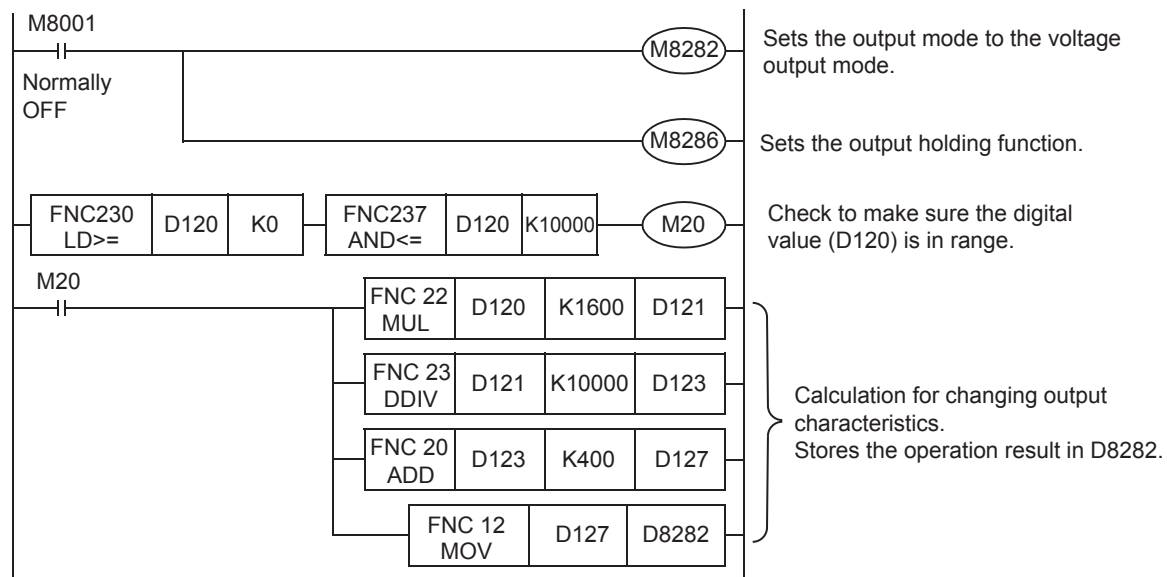 M8001
Normally
OFF
M8282
Sets the output mode to the voltage
output mode.
M8286
Sets the output holding function.
FNC230
LD>=
D120
K0
FNC237
AND<=
D120
K10000
M20
Check to make sure the digital
value (D120) is in range.
M20
FNC 22
MUL
D120
K1600
D121
FNC 23
DDIV
D121
K10000
D123
FNC 20
ADD
D123
K400
D127
FNC 12
MOV
D127
D8282
Calculation for changing output
characteristics.
Stores the operation result in D8282.